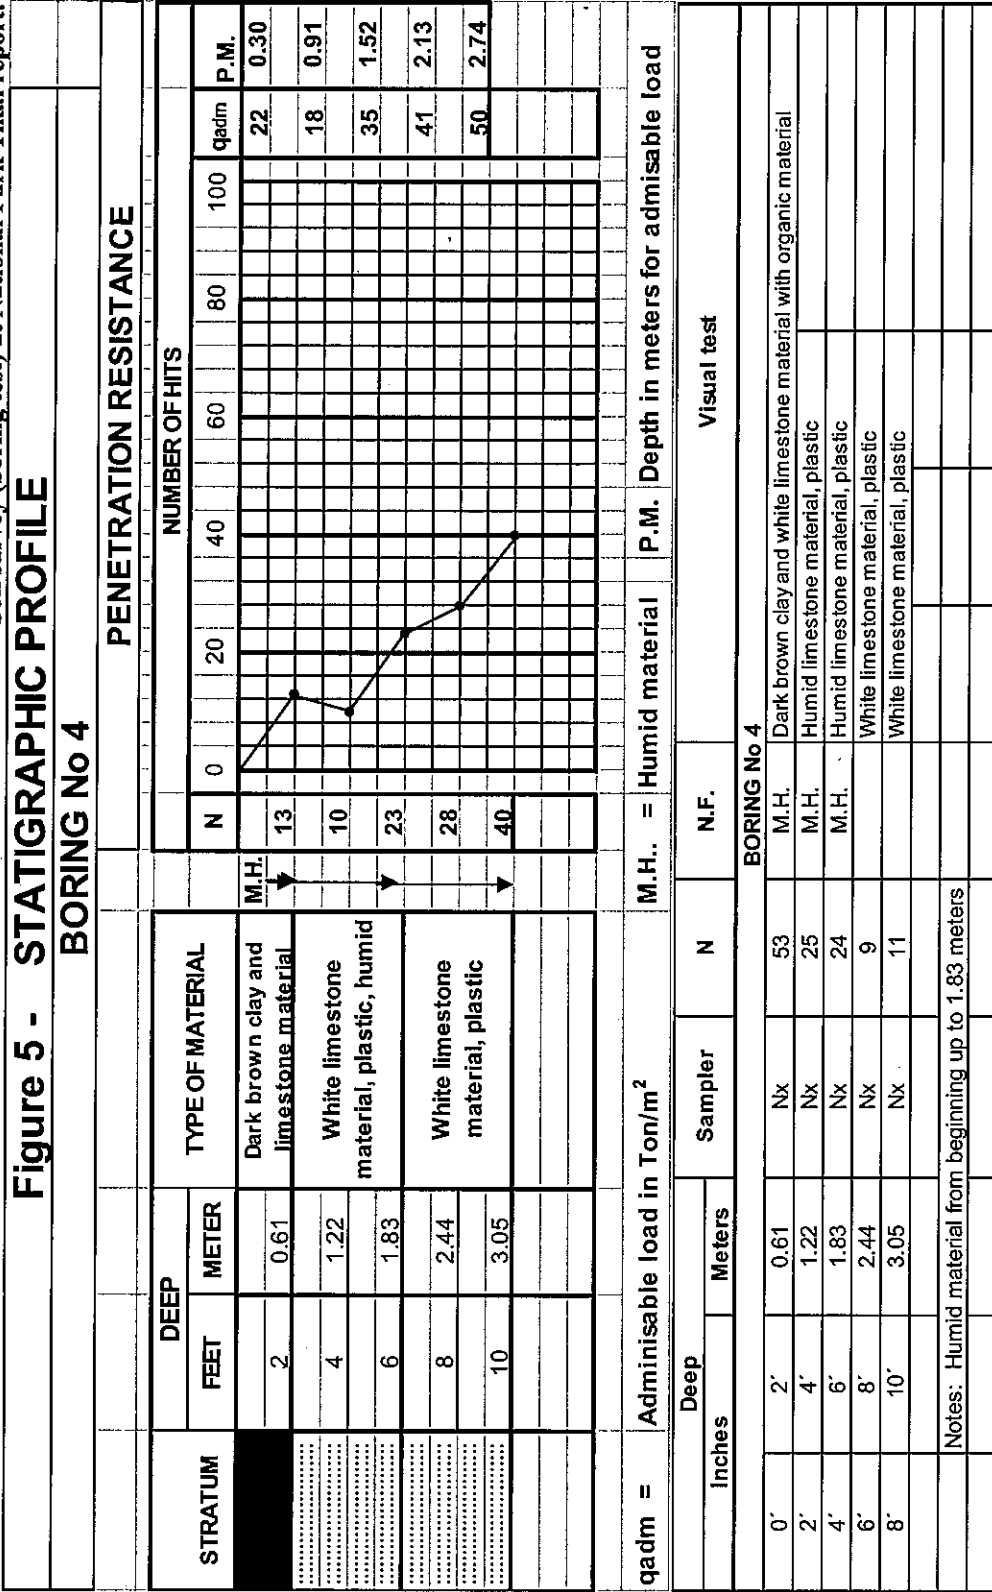 Figure 5 - STATIGRAPHIC PROFILE
BORING No 4
PENETRATION RESISTANCE
STRATUM DEEP TYPE OF MATERIAL NUMBER OF HITS
FEET METER N 0 20 40 60 80 100 qadm P.M.
M.H.
2 0.61 Dark brown clay and limestone material 13 22 0.30
4 1.22 White limestone material, plastic, humid 10 18 0.91
6 1.83 23 35 1.52
8 2.44 White limestone material, plastic 28 41 2.13
10 3.05 40 50 2.74
qadm = Adminisable load in Ton/m² M.H.. = Humid material P.M. Depth in meters for admisable load
Deep Sampler N N.F. Visual test
Inches Meters
BORING No 4
0´ 2´ 0.61 Nx 53 M.H. Dark brown clay and white limestone material with organic material
2´ 4´ 1.22 Nx 25 M.H. Humid limestone material, plastic
4´ 6´ 1.83 Nx 24 M.H. Humid limestone material, plastic
6´ 8´ 2.44 Nx 9 White limestone material, plastic
8´ 10´ 3.05 Nx 11 White limestone material, plastic
Notes: Humid material from beginning up to 1.83 meters